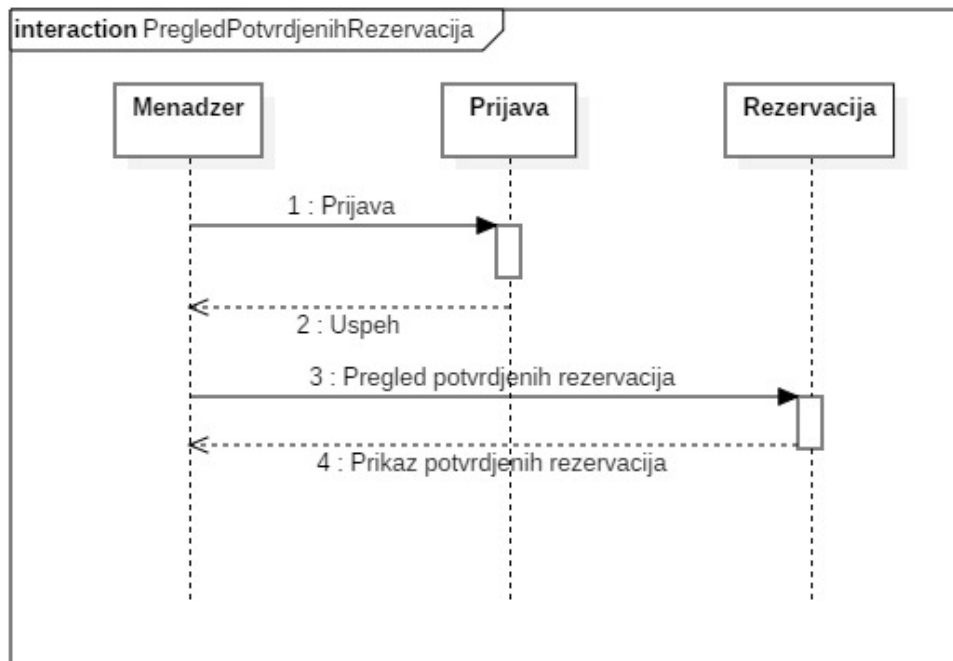 interaction PregledPotvrdjenihRezervacija
Menadzer
Prijava
Rezervacija
1 : Prijava
2 : Uspeh
3 : Pregled potvrdjenih rezervacija
4 : Prikaz potvrdjenih rezervacija